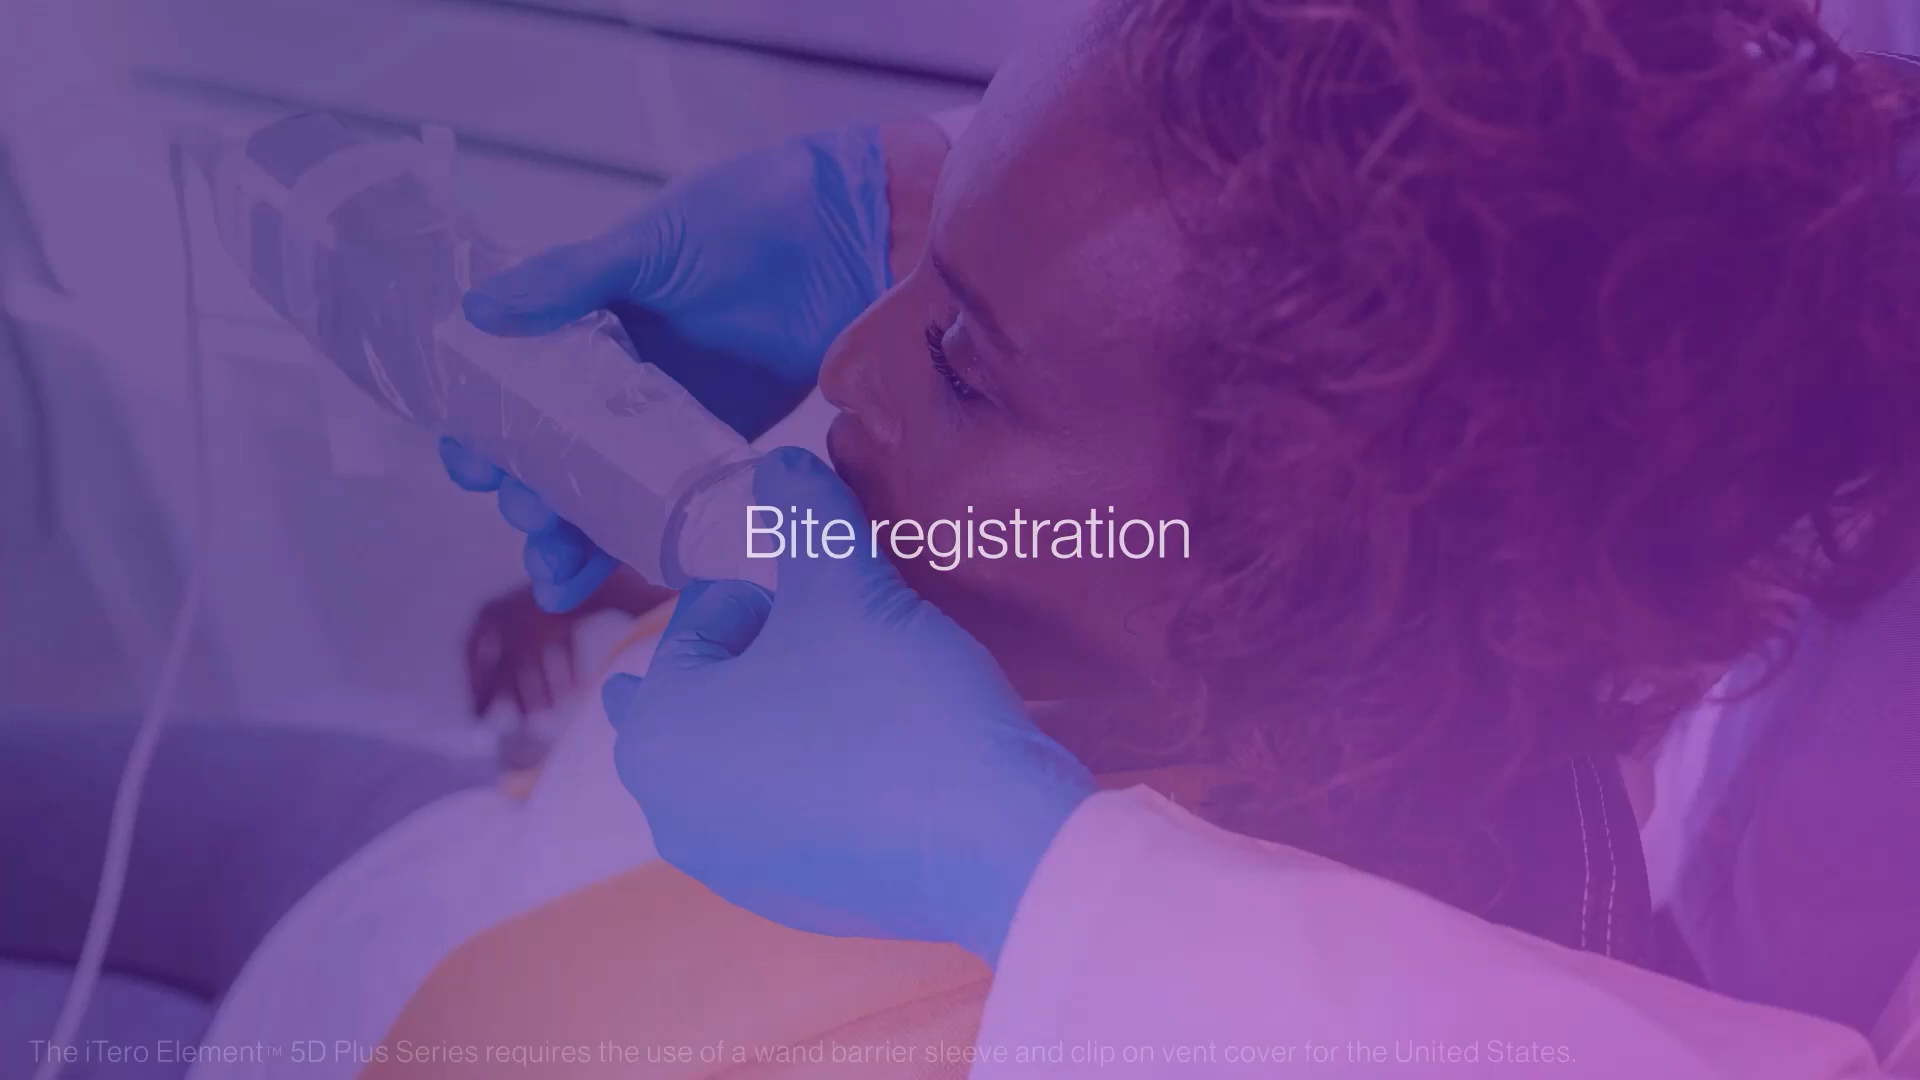 Bite registration
The iTero Element™ 5D Plus Series requires the use of a wand barrier sleeve and clip on vent cover for the United States.